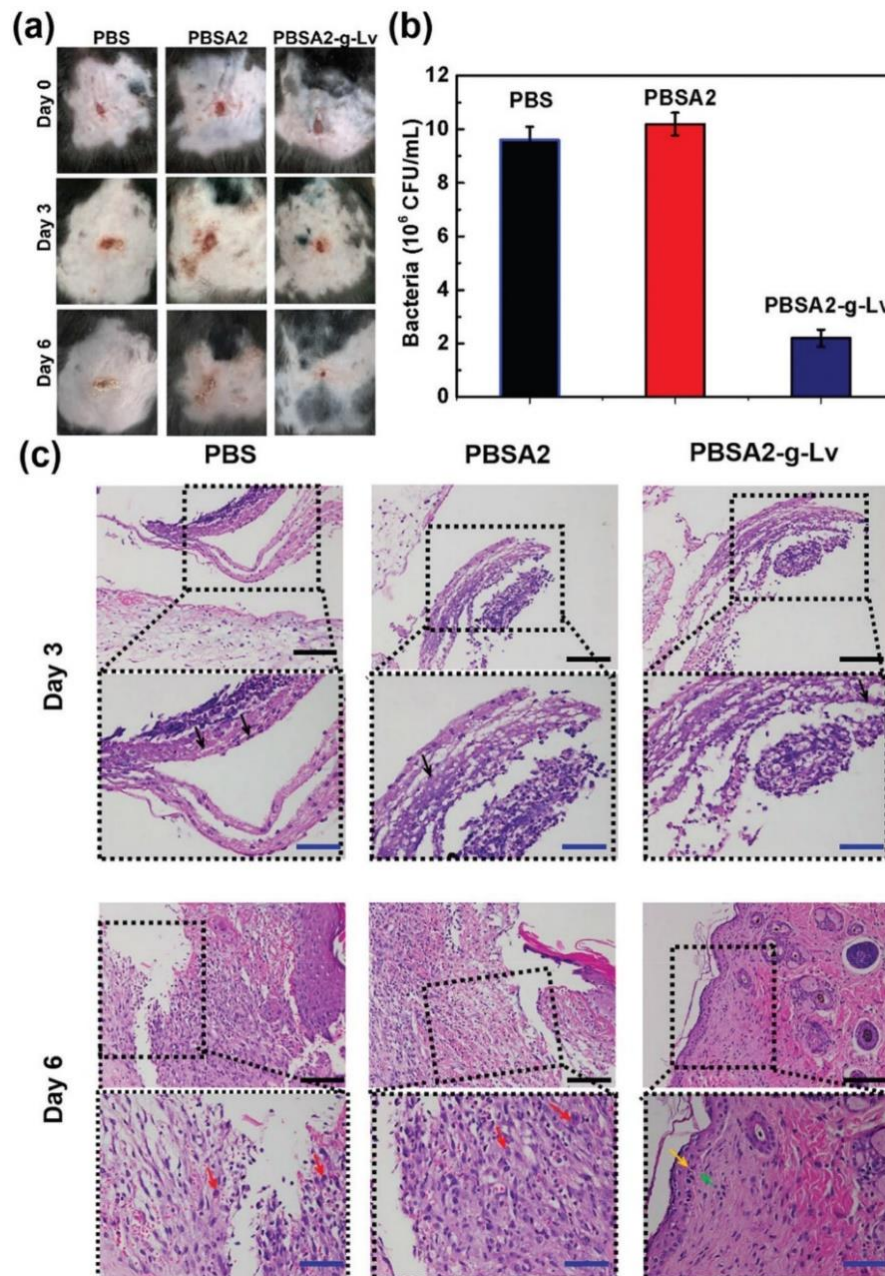 (a)
PBS PBSA2 PBSA2-g-Lv
Day 0
Day 3
Day 6
(b)
Bacteria (10⁶ CFU/mL)
12
10
8
6
4
2
0
PBS
PBSA2
PBSA2-g-Lv
(c)
PBS PBSA2 PBSA2-g-Lv
Day 3
Day 6